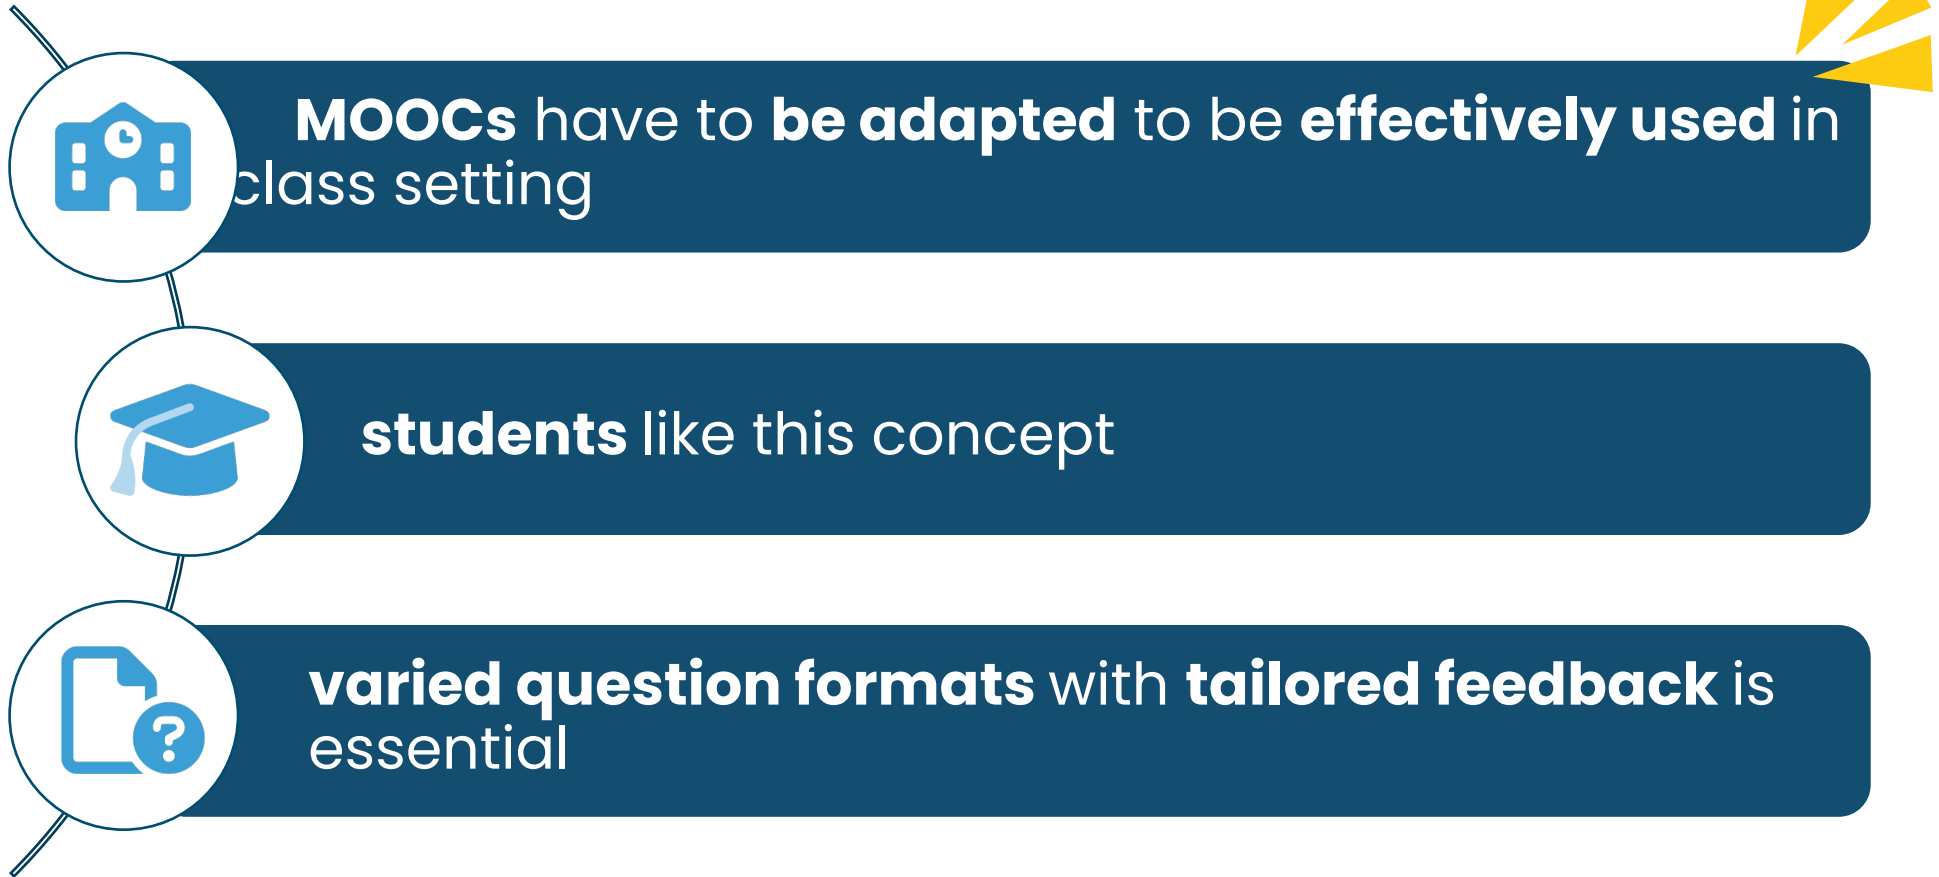 MOOCs have to be adapted to be effectively used in
class setting
students like this concept
varied question formats with tailored feedback is
essential
?